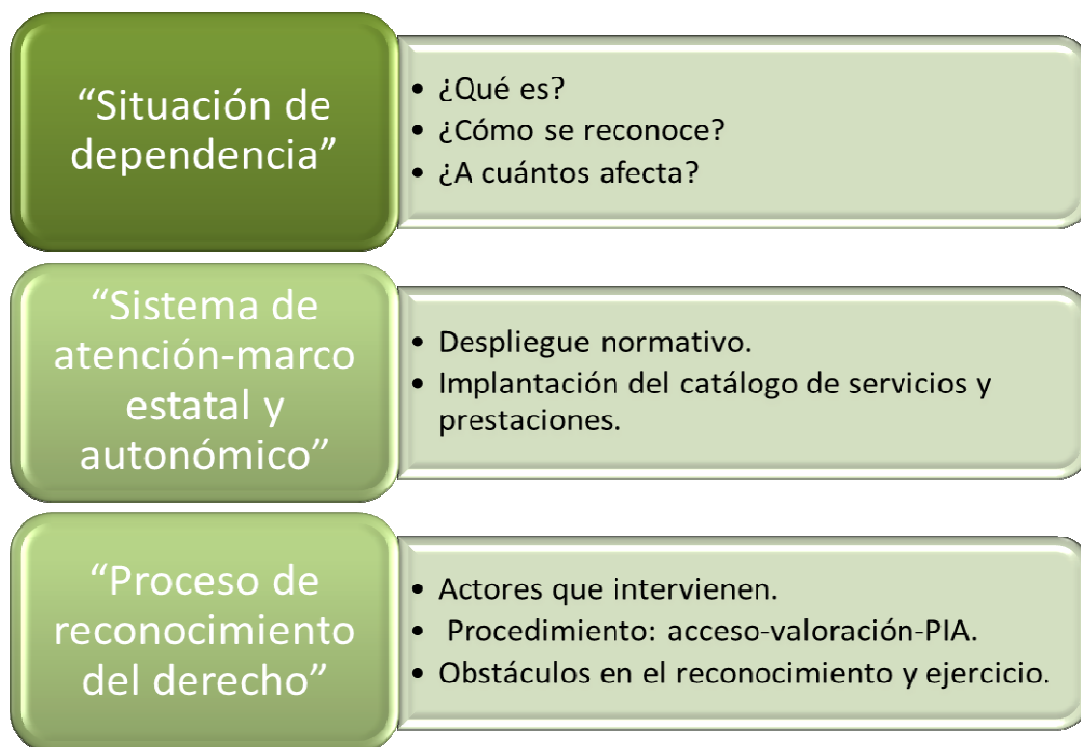 “Situación de
dependencia”
• ¿Qué es?
• ¿Cómo se reconoce?
• ¿A cuántos afecta?
“Sistema de
atención-marco
estatal y
autonómico”
• Despliegue normativo.
• Implantación del catálogo de servicios y
prestaciones.
“Proceso de
reconocimiento
del derecho”
• Actores que intervienen.
• Procedimiento: acceso-valoración-PIA.
• Obstáculos en el reconocimiento y ejercicio.